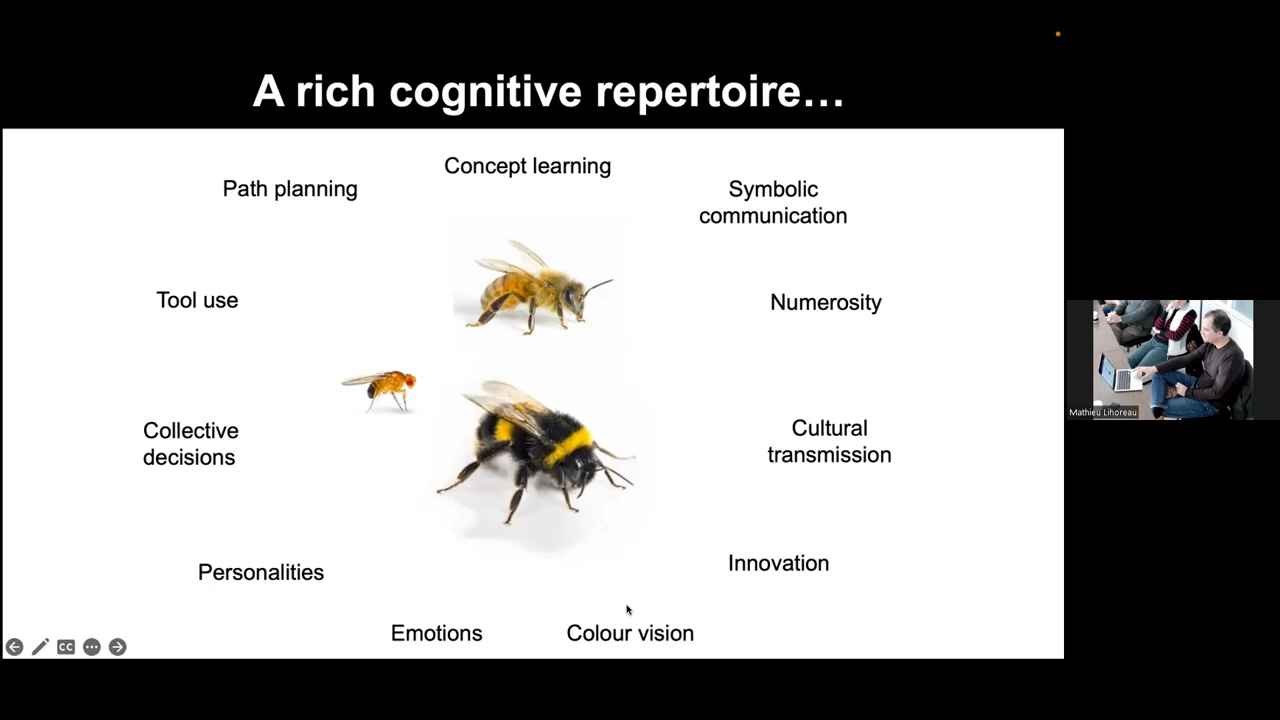 A rich cognitive repertoire...
Concept learning
Path planning
Symbolic
communication
Tool use
Numerosity
Collective
decisions
Cultural
transmission
Personalities
Innovation
Emotions
Colour vision
CC
Mathieu Lihoreau